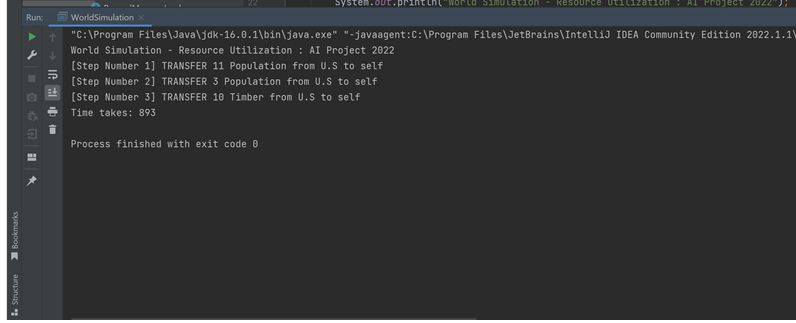 22
System.out.println("World Simulation - Resource Utilization : AI Project 2022");
Run:
WorldSimulation
"C:\Program Files\Java\jdk-16.0.1\bin\java.exe" "-javaagent:C:\Program Files\JetBrains\IntelliJ IDEA Community Edition 2022.1.1\
World Simulation - Resource Utilization : AI Project 2022
[Step Number 1] TRANSFER 11 Population from U.S to self
[Step Number 2] TRANSFER 3 Population from U.S to self
[Step Number 3] TRANSFER 10 Timber from U.S to self
Time takes: 893
Process finished with exit code 0
Bookmarks
Structure